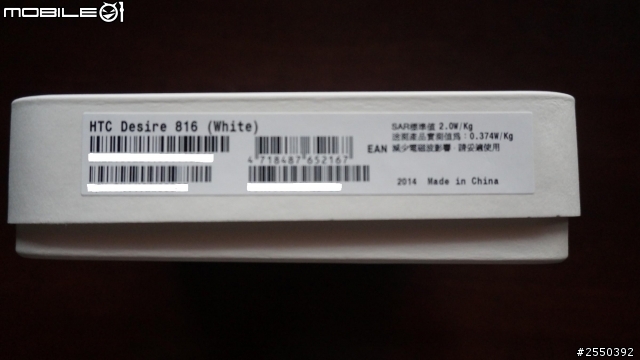 MOBILE01
HTC Desire 816 (White)
4 718487 652167
EAN
SAR標準值 2.0W/Kg
送測產品實測值為：0.374W/Kg
減少電磁波影響，請妥適使用
2014 Made in China
#2550392